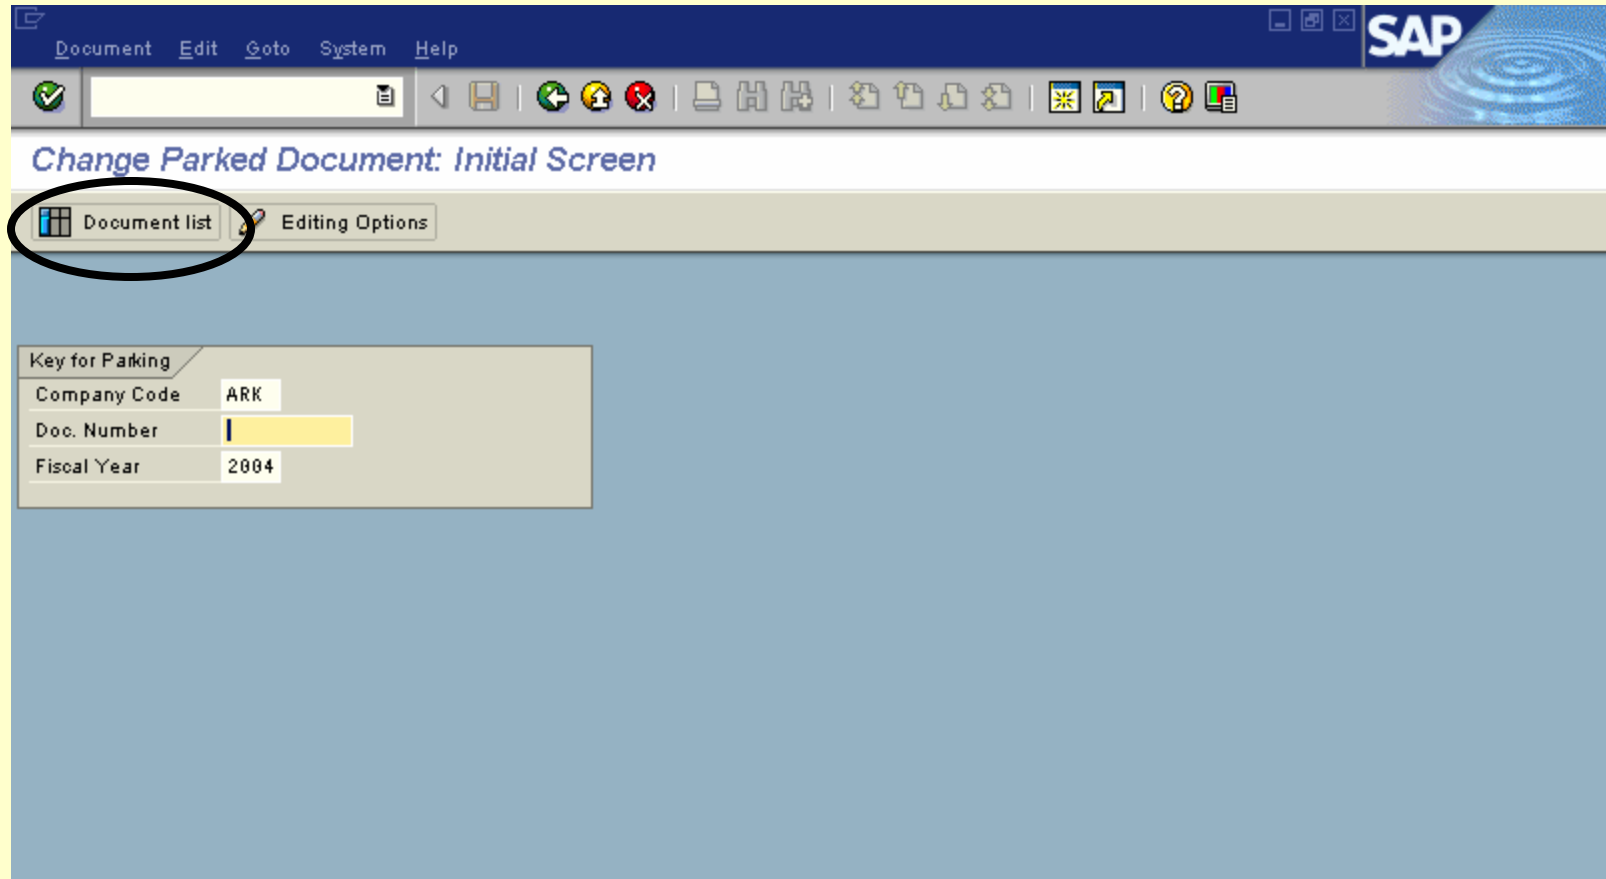 Document Edit Goto System Help
SAP
Change Parked Document: Initial Screen
Document list Editing Options
Key for Parking
Company Code ARK
Doc. Number
Fiscal Year 2004